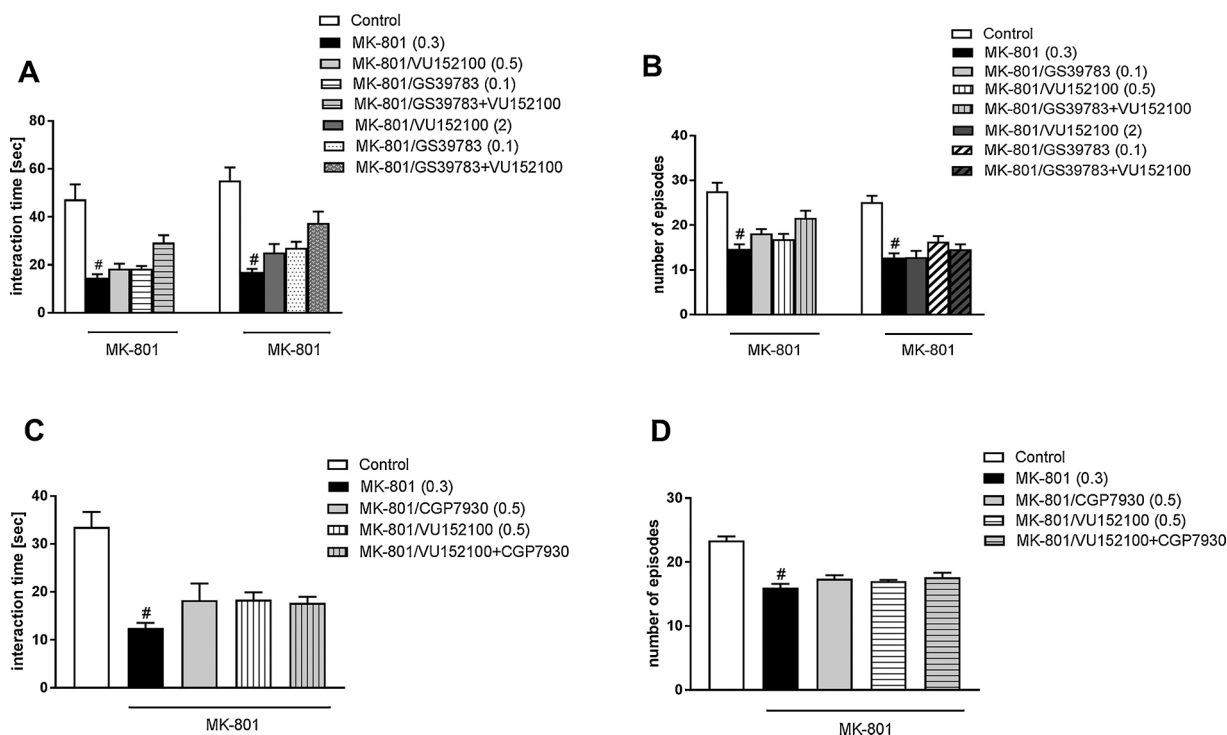 A
Control
MK-801 (0.3)
MK-801/VU152100 (0.5)
MK-801/GS39783 (0.1)
MK-801/GS39783+VU152100
MK-801/VU152100 (2)
MK-801/GS39783 (0.1)
MK-801/GS39783+VU152100
interaction time [sec]
80
60
40
20
0
#
#
MK-801
MK-801
B
Control
MK-801 (0.3)
MK-801/GS39783 (0.1)
MK-801/VU152100 (0.5)
MK-801/GS39783+VU152100
MK-801/VU152100 (2)
MK-801/GS39783 (0.1)
MK-801/GS39783+VU152100
number of episodes
40
30
20
10
0
#
#
MK-801
MK-801
C
Control
MK-801 (0.3)
MK-801/CGP7930 (0.5)
MK-801/VU152100 (0.5)
MK-801/VU152100+CGP7930
interaction time [sec]
40
30
20
10
0
#
MK-801
D
Control
MK-801 (0.3)
MK-801/CGP7930 (0.5)
MK-801/VU152100 (0.5)
MK-801/VU152100+CGP7930
number of episodes
30
20
10
0
#
MK-801